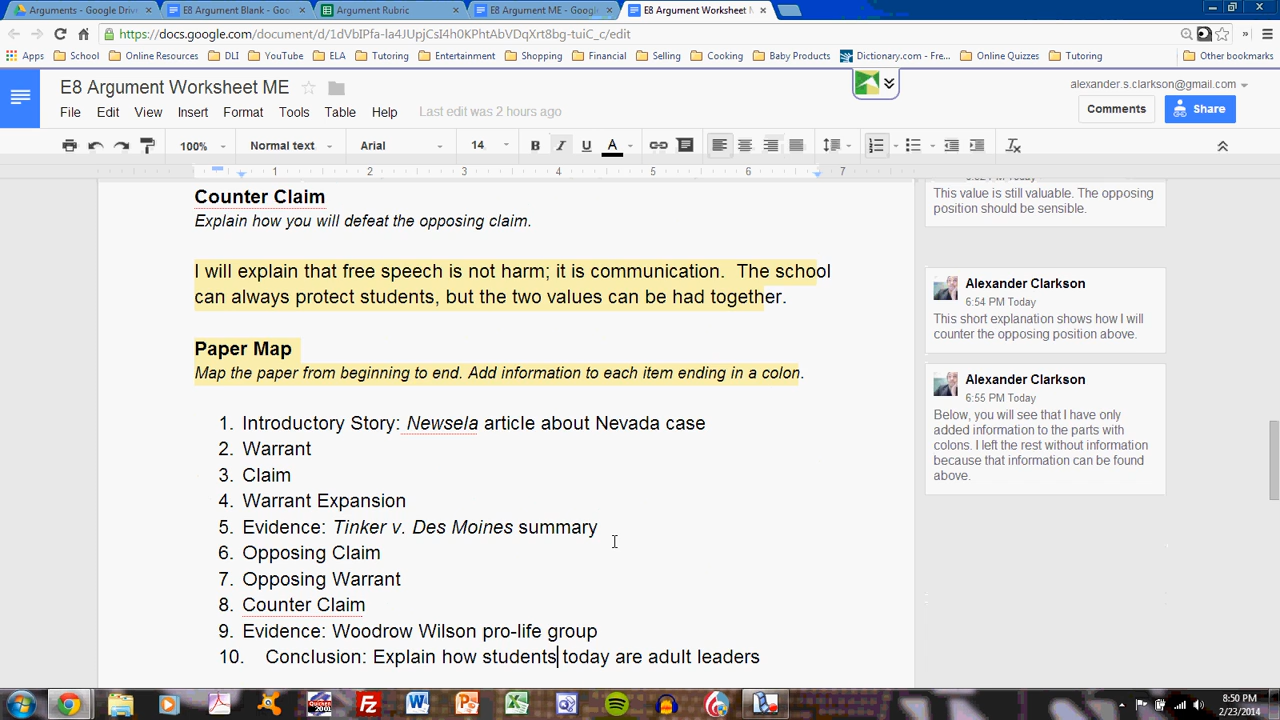 Arguments - Google Driv
E8 Argument Blank - Goo
Argument Rubric
E8 Argument ME - Google
E8 Argument Worksheet M
https://docs.google.com/document/d/1dVbIPfa-la4JUpjCsI4h0KPhtAbVDqXrt8bg-tuiC_c/edit
Apps School Online Resources DLI YouTube ELA Tutoring Entertainment Shopping Financial Selling Cooking Baby Products Dictionary.com - Fre... Online Quizzes Tutoring Other bookmarks
E8 Argument Worksheet ME
alexander.s.clarkson@gmail.com
File Edit View Insert Format Tools Table Help Last edit was 2 hours ago
Comments Share
100% Normal text Arial 14 B I U A
1 2 3 4 5 6 7
Counter Claim
Explain how you will defeat the opposing claim.
I will explain that free speech is not harm; it is communication. The school
can always protect students, but the two values can be had together.
Paper Map
Map the paper from beginning to end. Add information to each item ending in a colon.
1. Introductory Story: Newsela article about Nevada case
2. Warrant
3. Claim
4. Warrant Expansion
5. Evidence: Tinker v. Des Moines summary
6. Opposing Claim
7. Opposing Warrant
8. Counter Claim
9. Evidence: Woodrow Wilson pro-life group
10. Conclusion: Explain how students today are adult leaders
This value is still valuable. The opposing
position should be sensible.
Alexander Clarkson
6:54 PM Today
This short explanation shows how I will
counter the opposing position above.
Alexander Clarkson
6:55 PM Today
Below, you will see that I have only
added information to the parts with
colons. I left the rest without information
because that information can be found
above.
8:50 PM
2/23/2014